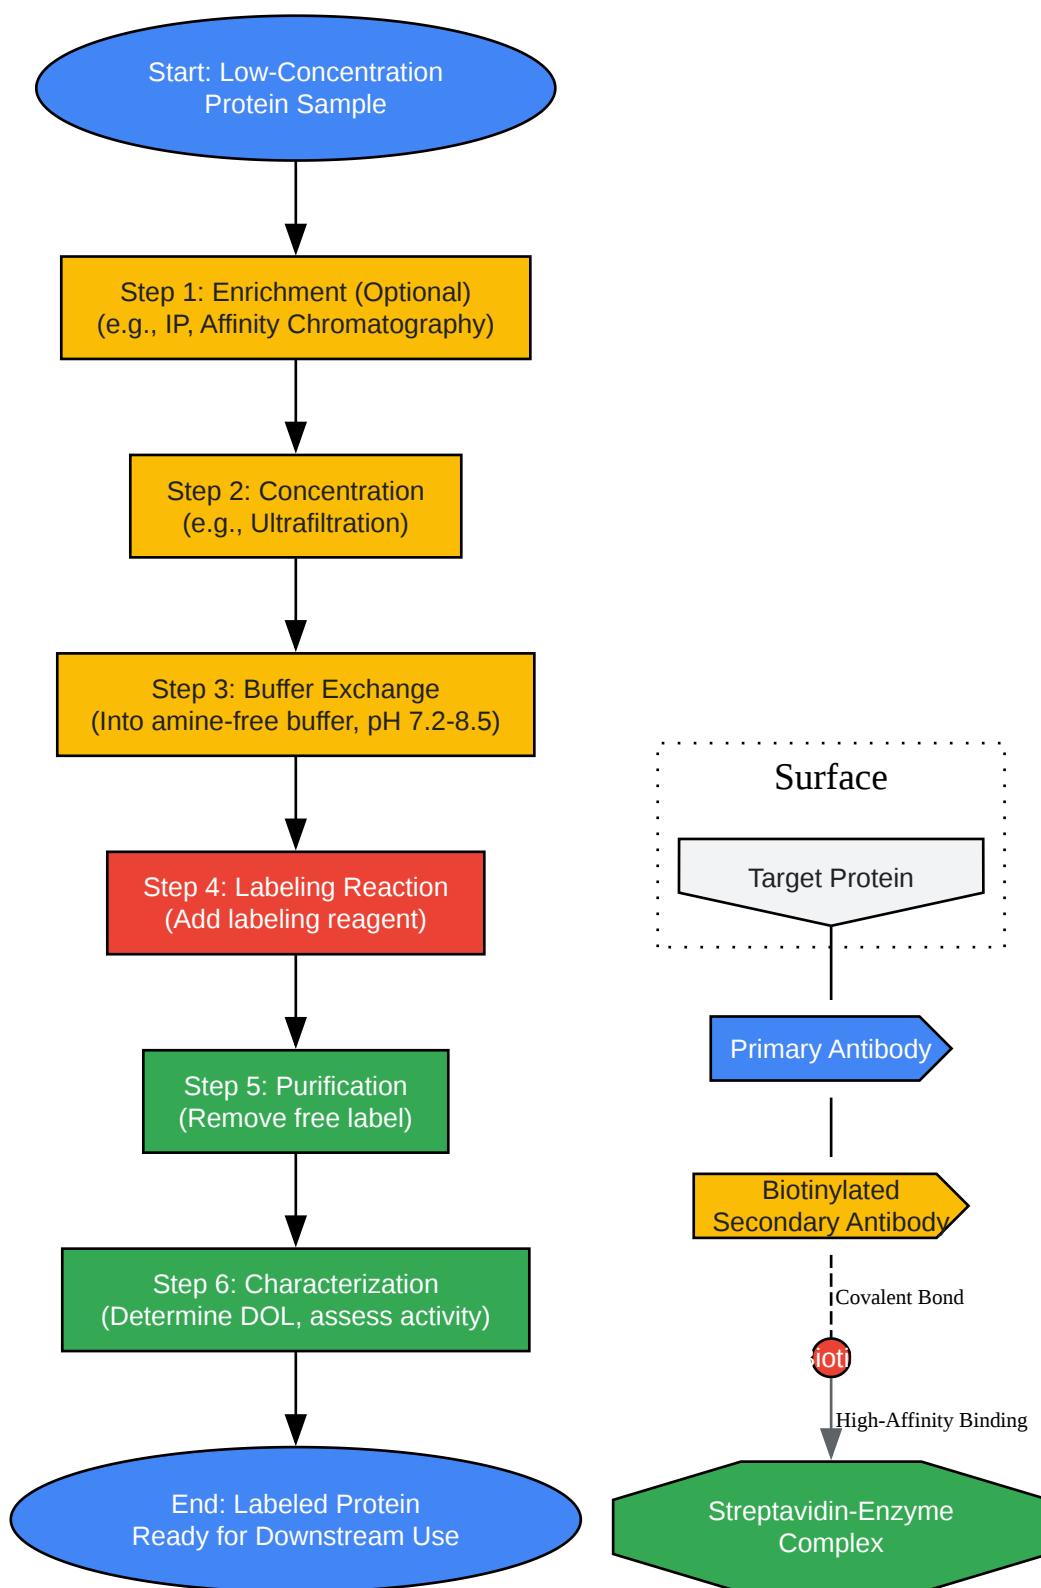 Start: Low-Concentration
Protein Sample
Step 1: Enrichment (Optional)
(e.g., IP, Affinity Chromatography)
Step 2: Concentration
(e.g., Ultrafiltration)
Step 3: Buffer Exchange
(Into amine-free buffer, pH 7.2-8.5)
Step 4: Labeling Reaction
(Add labeling reagent)
Step 5: Purification
(Remove free label)
Step 6: Characterization
(Determine DOL, assess activity)
End: Labeled Protein
Ready for Downstream Use
Surface
Target Protein
Primary Antibody
Biotinylated
Secondary Antibody
Covalent Bond
High-Affinity Binding
Streptavidin-Enzyme
Complex